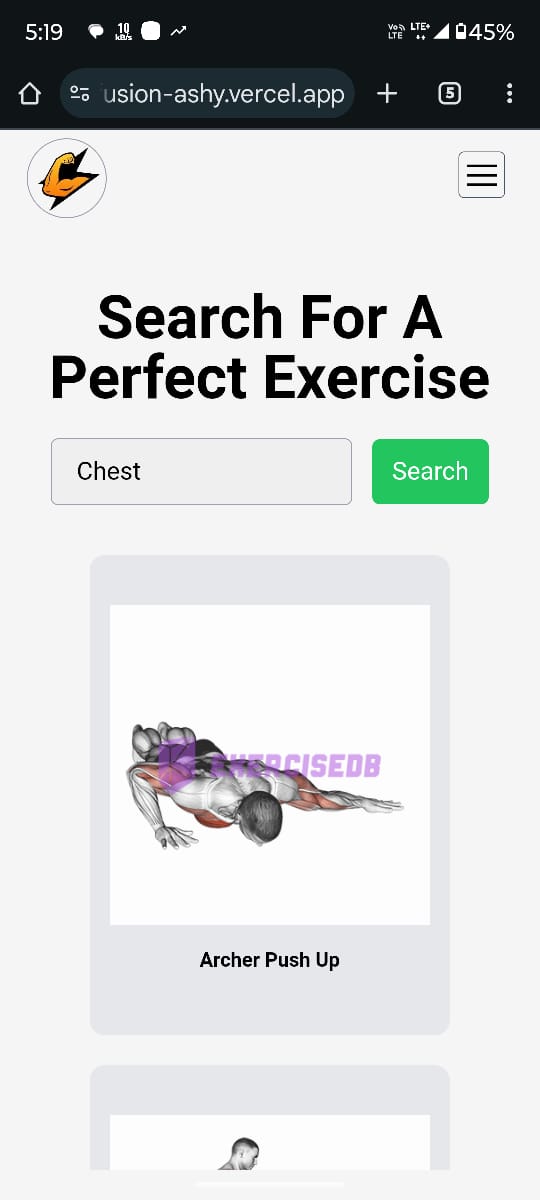 5:19 10 KB/s Vo LTE LTE+ 45%
usion-ashy.vercel.app 5
Search For A
Perfect Exercise
Chest Search
EXERCISEDB
Archer Push Up